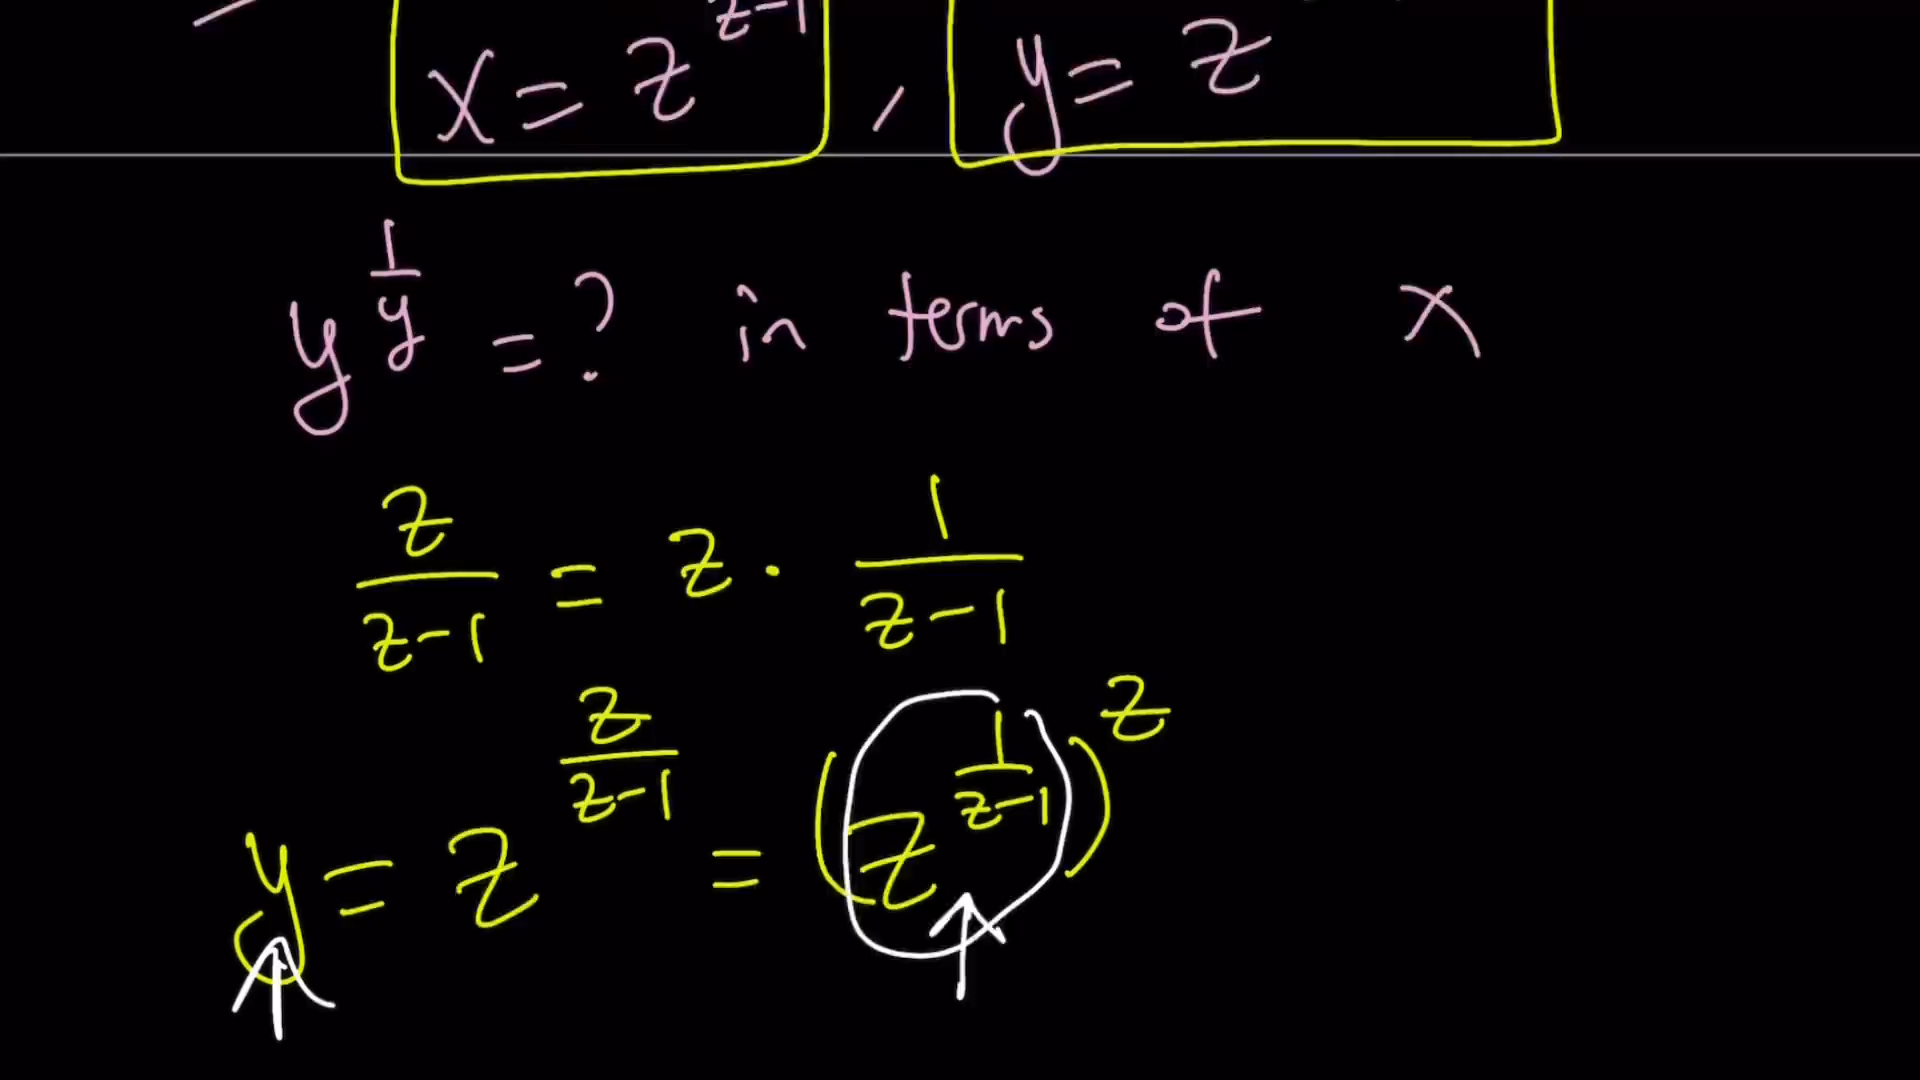 x = z^(z-1) , y = z
y^(1/y) = ? in terms of x
z/(z-1) = z · 1/(z-1)
y = z^(z/(z-1)) = (z^(1/(z-1)))^z